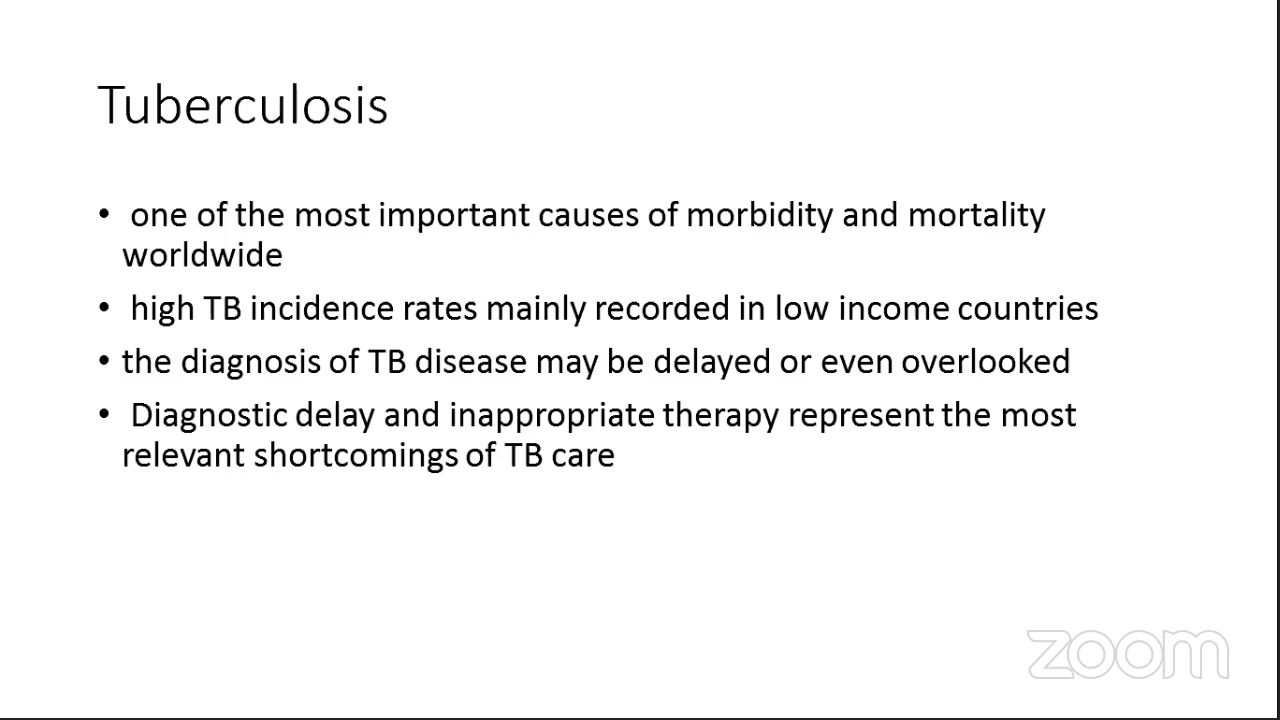 Tuberculosis
• one of the most important causes of morbidity and mortality
worldwide
• high TB incidence rates mainly recorded in low income countries
• the diagnosis of TB disease may be delayed or even overlooked
• Diagnostic delay and inappropriate therapy represent the most
relevant shortcomings of TB care
zoom